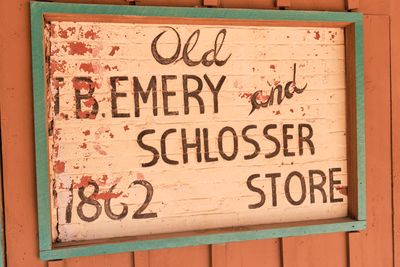 Old
J.B.EMERY and
SCHLOSSER
1862 STORE